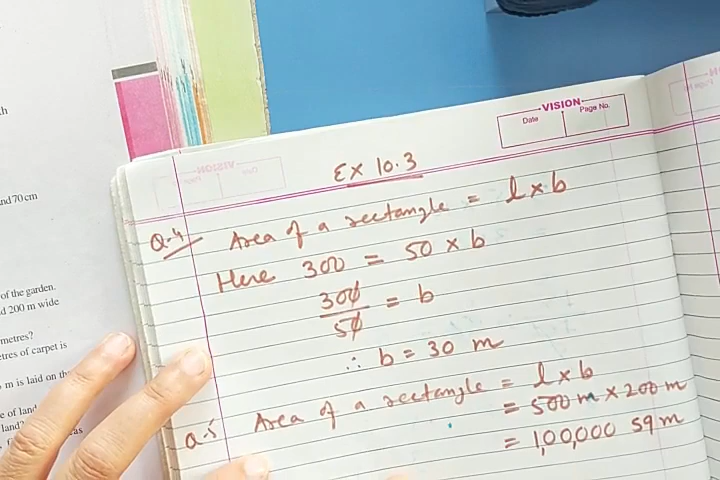 VISION
Date Page No.
Ex 10.3
Q.4 Area of a rectangle = l × b
Here 300 = 50 × b
300/50 = b
∴ b = 30 m
Q.5 Area of a rectangle = l × b
= 500 m × 200 m
= 1,00,000 sq m
nd 70 cm
of the garden.
d 200 m wide
metres?
etres of carpet is
m is laid on the
e of land
land?